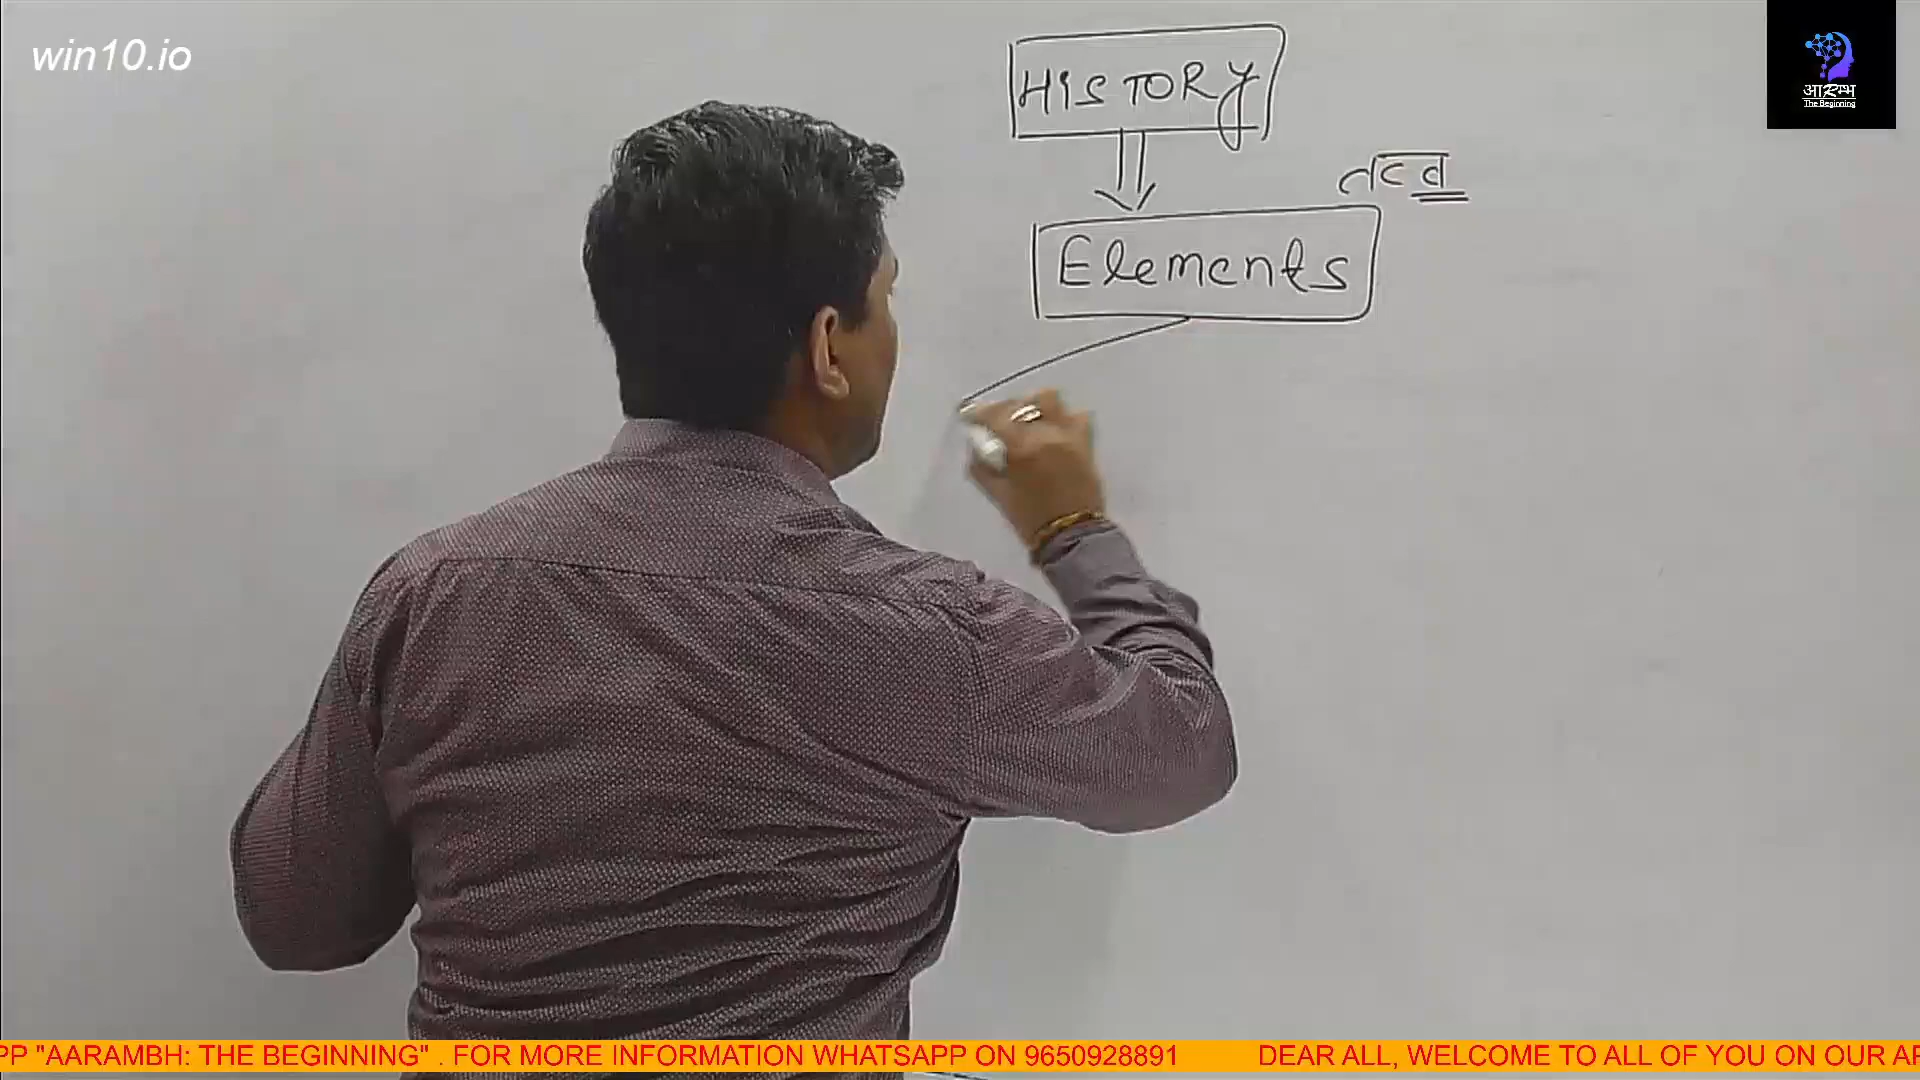 win10.io
HISTORY
आरम्भ
The Beginning
तत्व
Elements
PP "AARAMBH: THE BEGINNING" . FOR MORE INFORMATION WHATSAPP ON 9650928891 DEAR ALL, WELCOME TO ALL OF YOU ON OUR AP